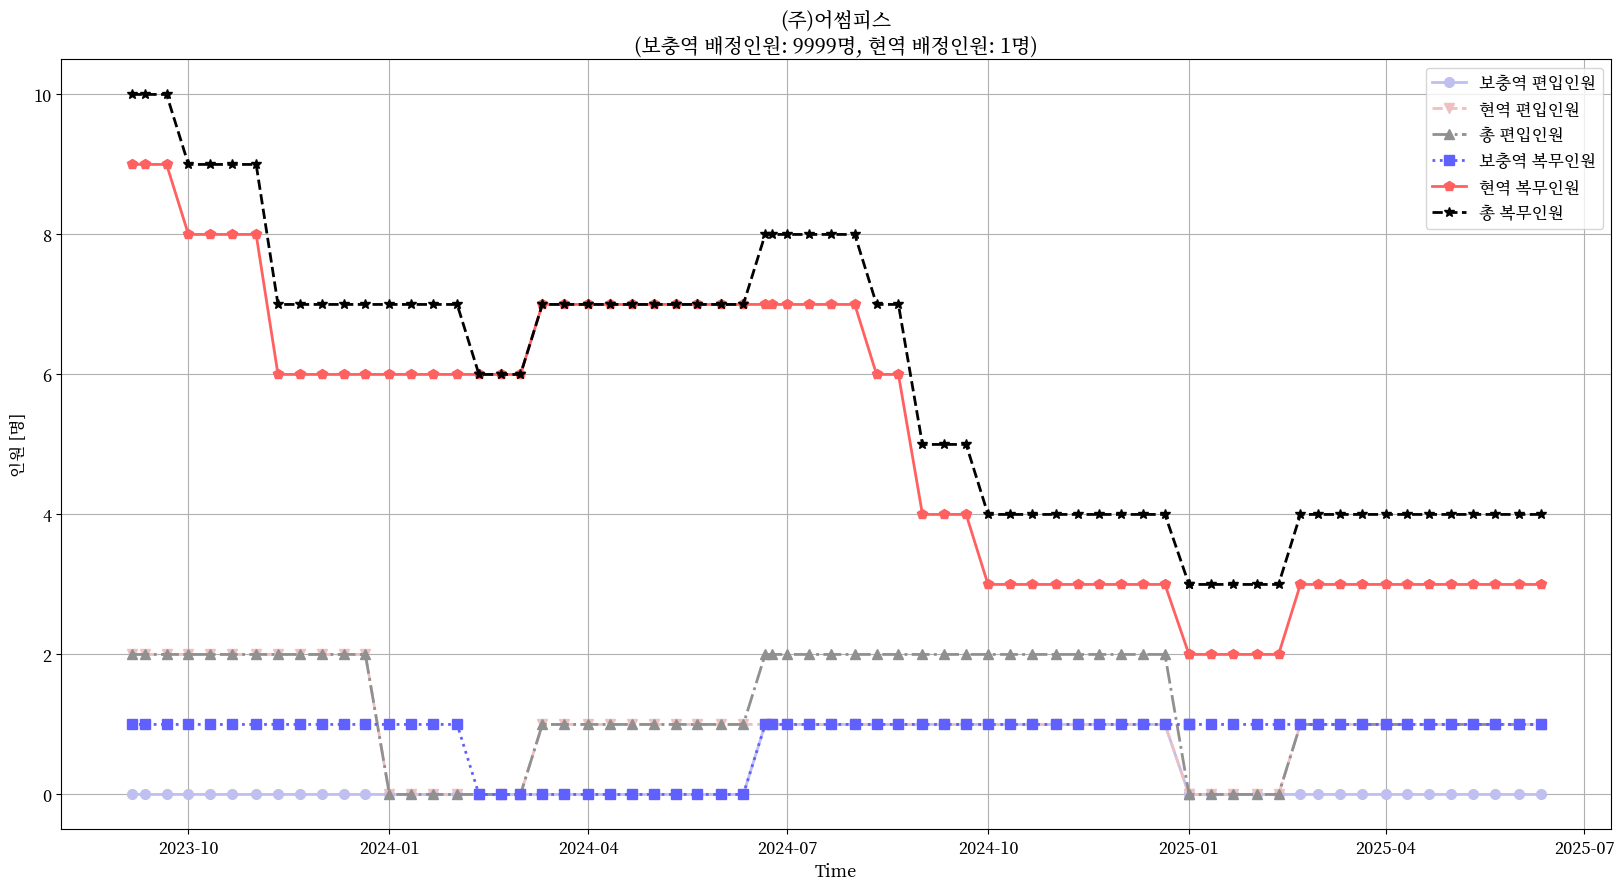 (주)어썸피스
(보충역 배정인원: 9999명, 현역 배정인원: 1명)
보충역 편입인원
현역 편입인원
총 편입인원
보충역 복무인원
현역 복무인원
총 복무인원
인원 [명]
10
8
6
4
2
0
2023-10
2024-01
2024-04
2024-07
2024-10
2025-01
2025-04
2025-07
Time